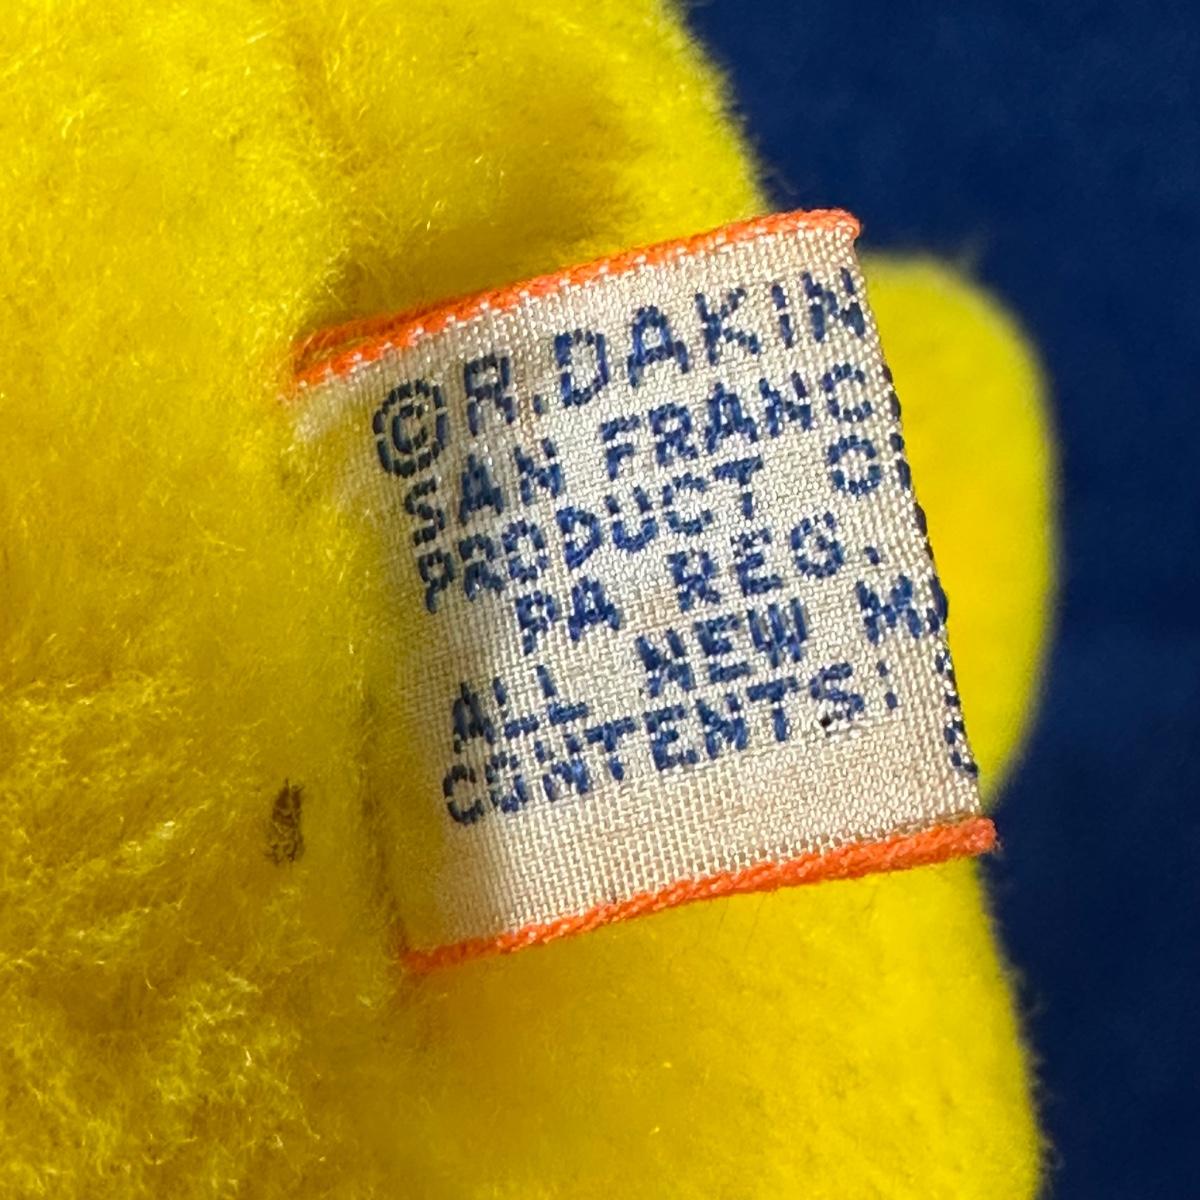 ©R.DAKIN
SAN FRANC
PRODUCT O
PA REG.
ALL NEW M
CONTENTS: